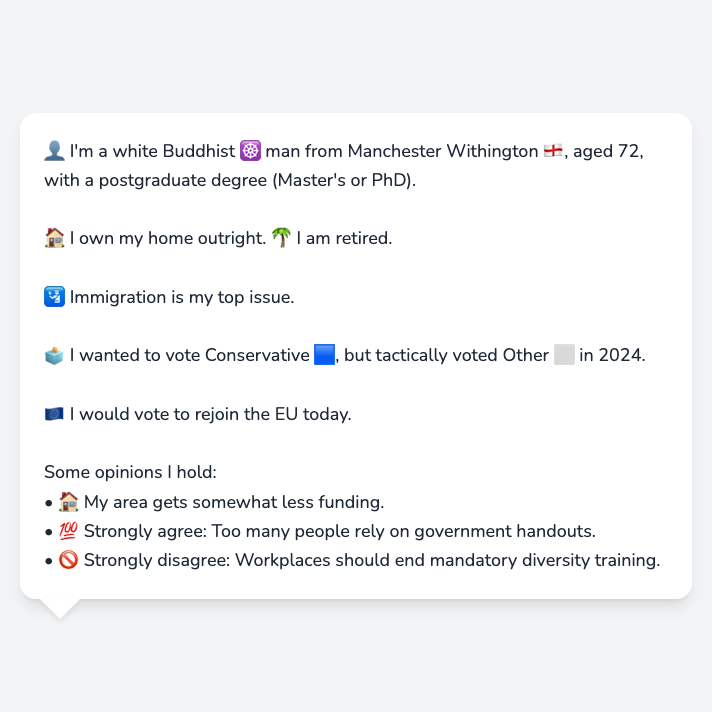 👤 I'm a white Buddhist ☸️ man from Manchester Withington 🏴󠁧󠁢󠁥󠁮󠁧󠁿, aged 72,
with a postgraduate degree (Master's or PhD).
🏠 I own my home outright. 🌴 I am retired.
🛂 Immigration is my top issue.
🗳️ I wanted to vote Conservative 🟦, but tactically voted Other ⬜ in 2024.
🇪🇺 I would vote to rejoin the EU today.
Some opinions I hold:
• 🏠 My area gets somewhat less funding.
• 💯 Strongly agree: Too many people rely on government handouts.
• 🚫 Strongly disagree: Workplaces should end mandatory diversity training.